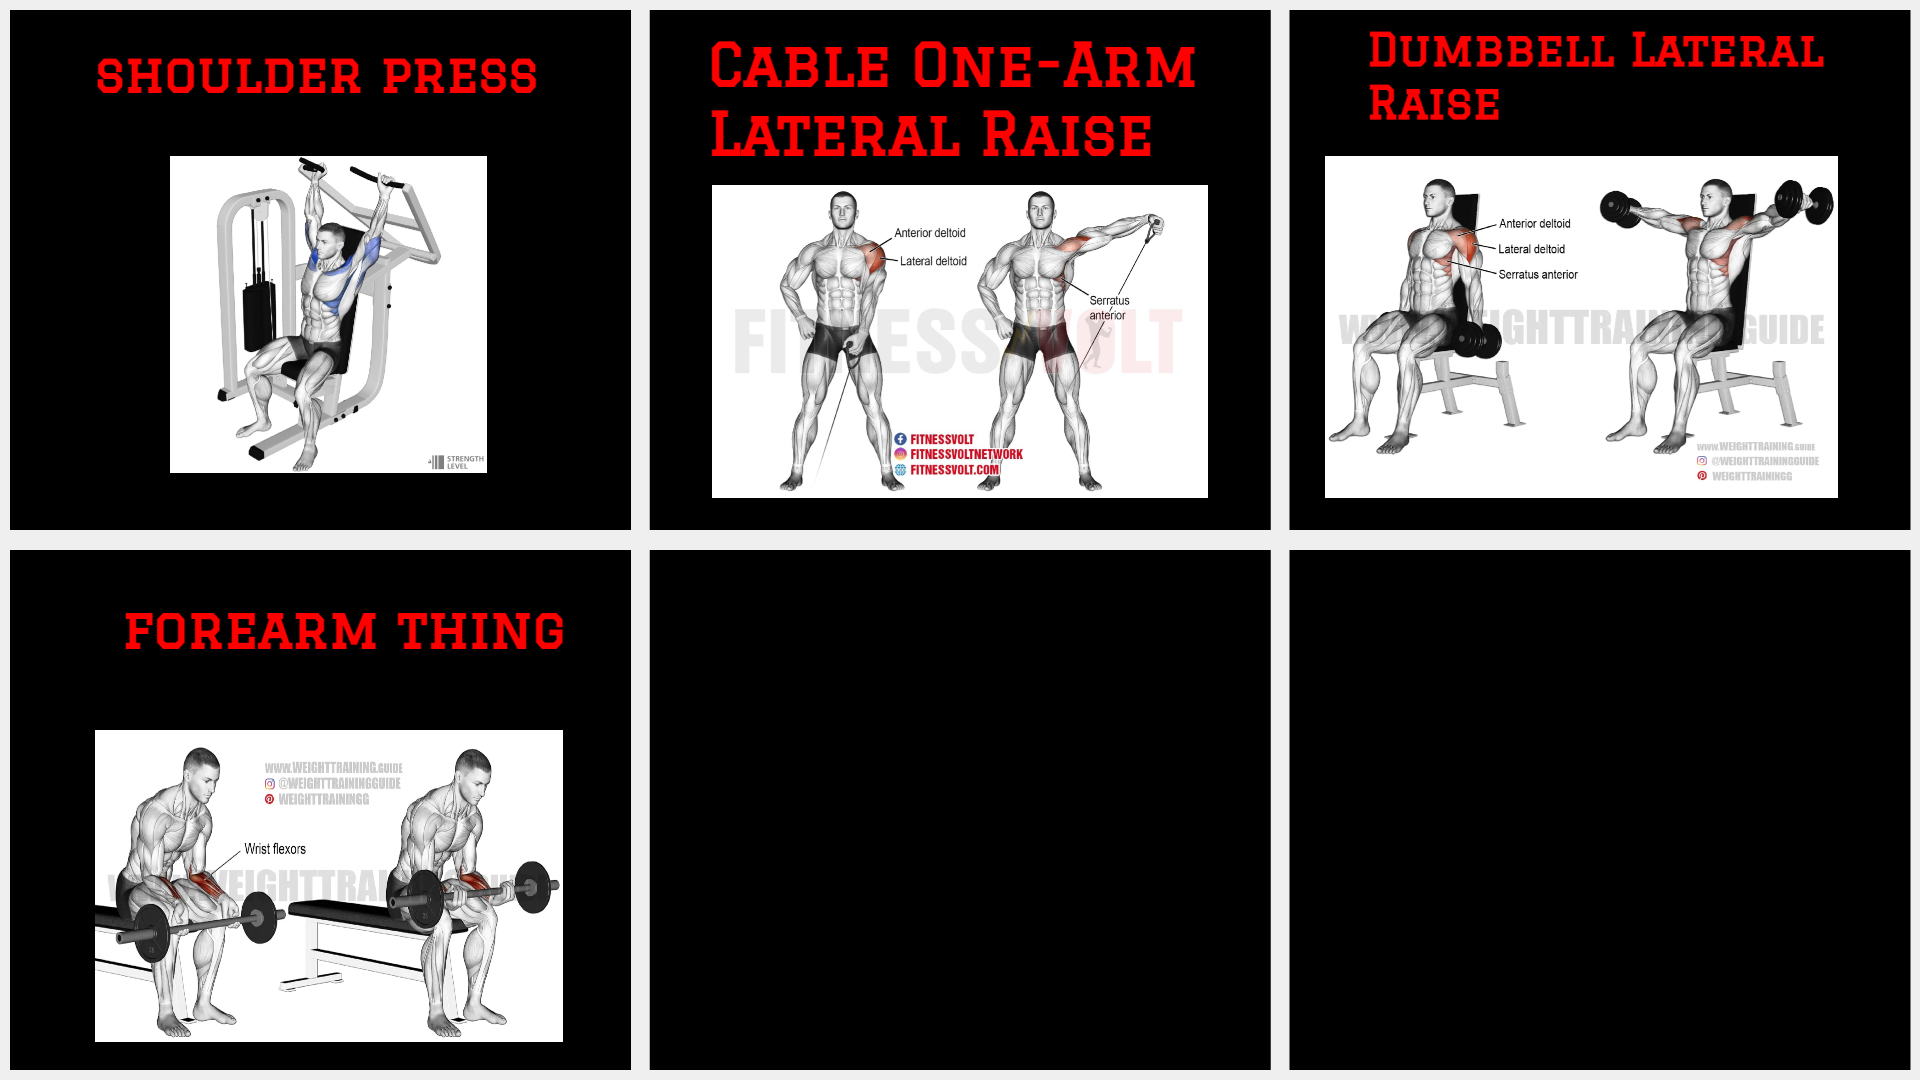 SHOULDER PRESS
STRENGTH
LEVEL
CABLE ONE-ARM
LATERAL RAISE
Anterior deltoid
Lateral deltoid
Serratus
anterior
FITNESSVOLT
FITNESSVOLT
FITNESSVOLTNETWORK
FITNESSVOLT.COM
DUMBBELL LATERAL
RAISE
Anterior deltoid
Lateral deltoid
Serratus anterior
WEIGHTTRAINING.GUIDE
WWW.WEIGHTTRAINING.GUIDE
@WEIGHTTRAININGGUIDE
WEIGHTTRAININGG
FOREARM THING
WWW.WEIGHTTRAINING.GUIDE
@WEIGHTTRAININGGUIDE
WEIGHTTRAININGG
Wrist flexors